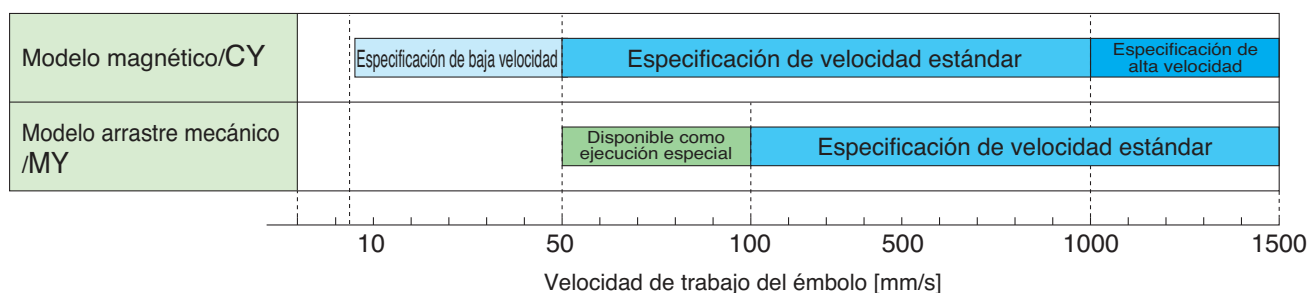 Modelo magnético/CY
Especificación de baja velocidad
Especificación de velocidad estándar
Especificación de
alta velocidad
Modelo arrastre mecánico
/MY
Disponible como
ejecución especial
Especificación de velocidad estándar
10 50 100 500 1000 1500
Velocidad de trabajo del émbolo [mm/s]